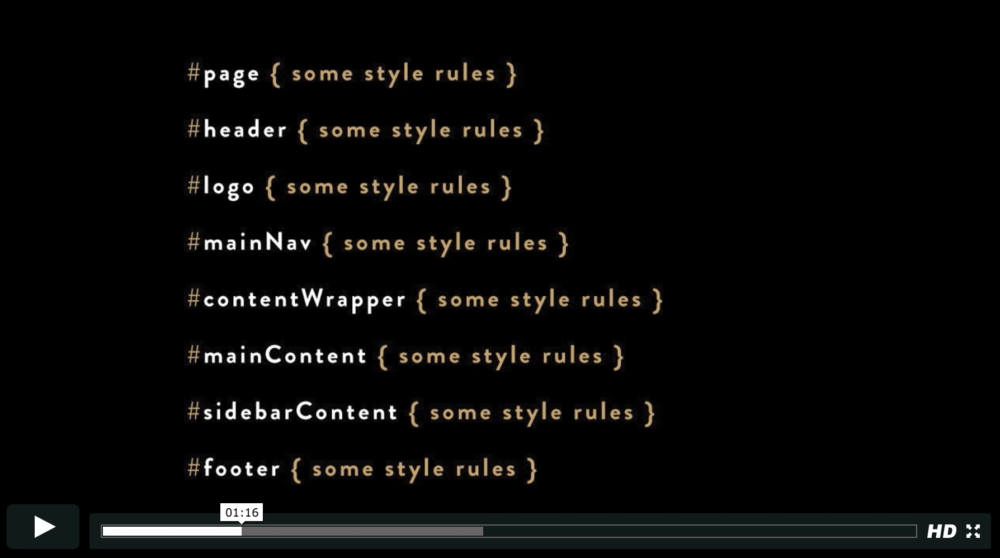 #page { some style rules }
#header { some style rules }
#logo { some style rules }
#mainNav { some style rules }
#contentWrapper { some style rules }
#mainContent { some style rules }
#sidebarContent { some style rules }
#footer { some style rules }
01:16
HD